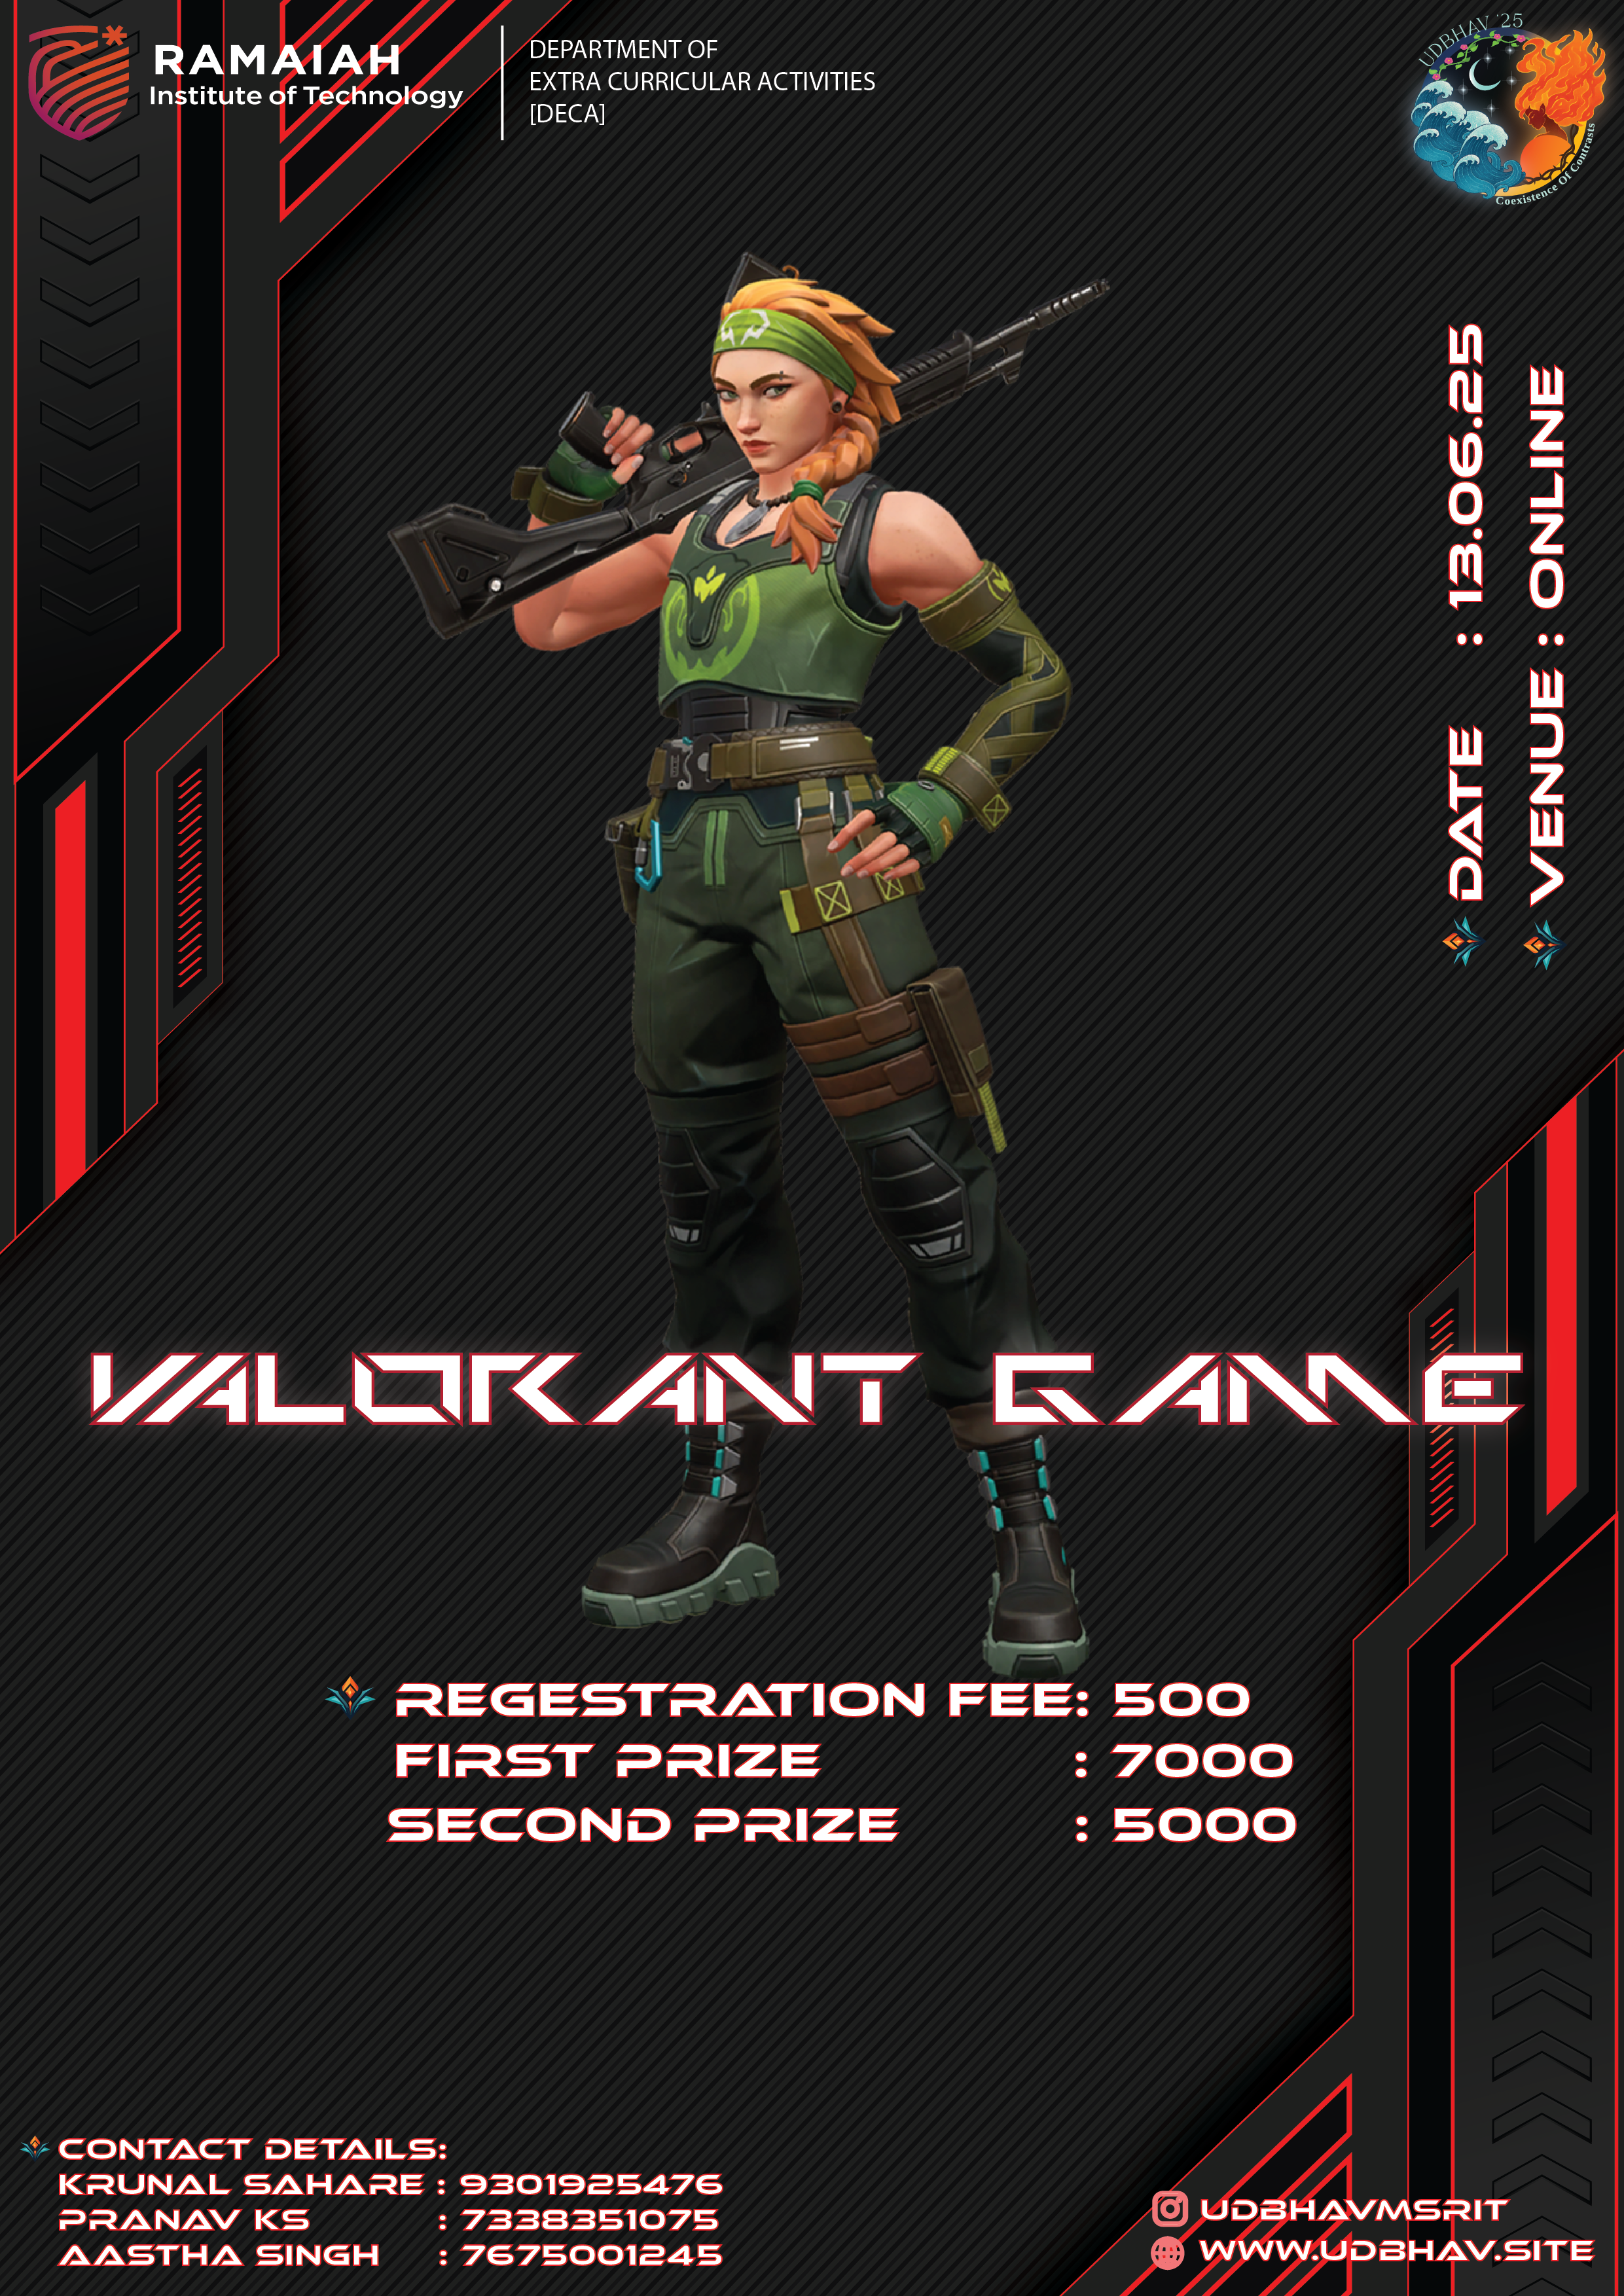 RAMAIAH
Institute of Technology
DEPARTMENT OF
EXTRA CURRICULAR ACTIVITIES
[DECA]
UDBHAV '25
Coexistence Of Contrasts
DATE : 13.06.25
VENUE : ONLINE
VALORANT GAME
REGESTRATION FEE: 500
FIRST PRIZE : 7000
SECOND PRIZE : 5000
CONTACT DETAILS:
KRUNAL SAHARE : 9301925476
PRANAV KS : 7338351075
AASTHA SINGH : 7675001245
UDBHAVMSRIT
WWW.UDBHAV.SITE